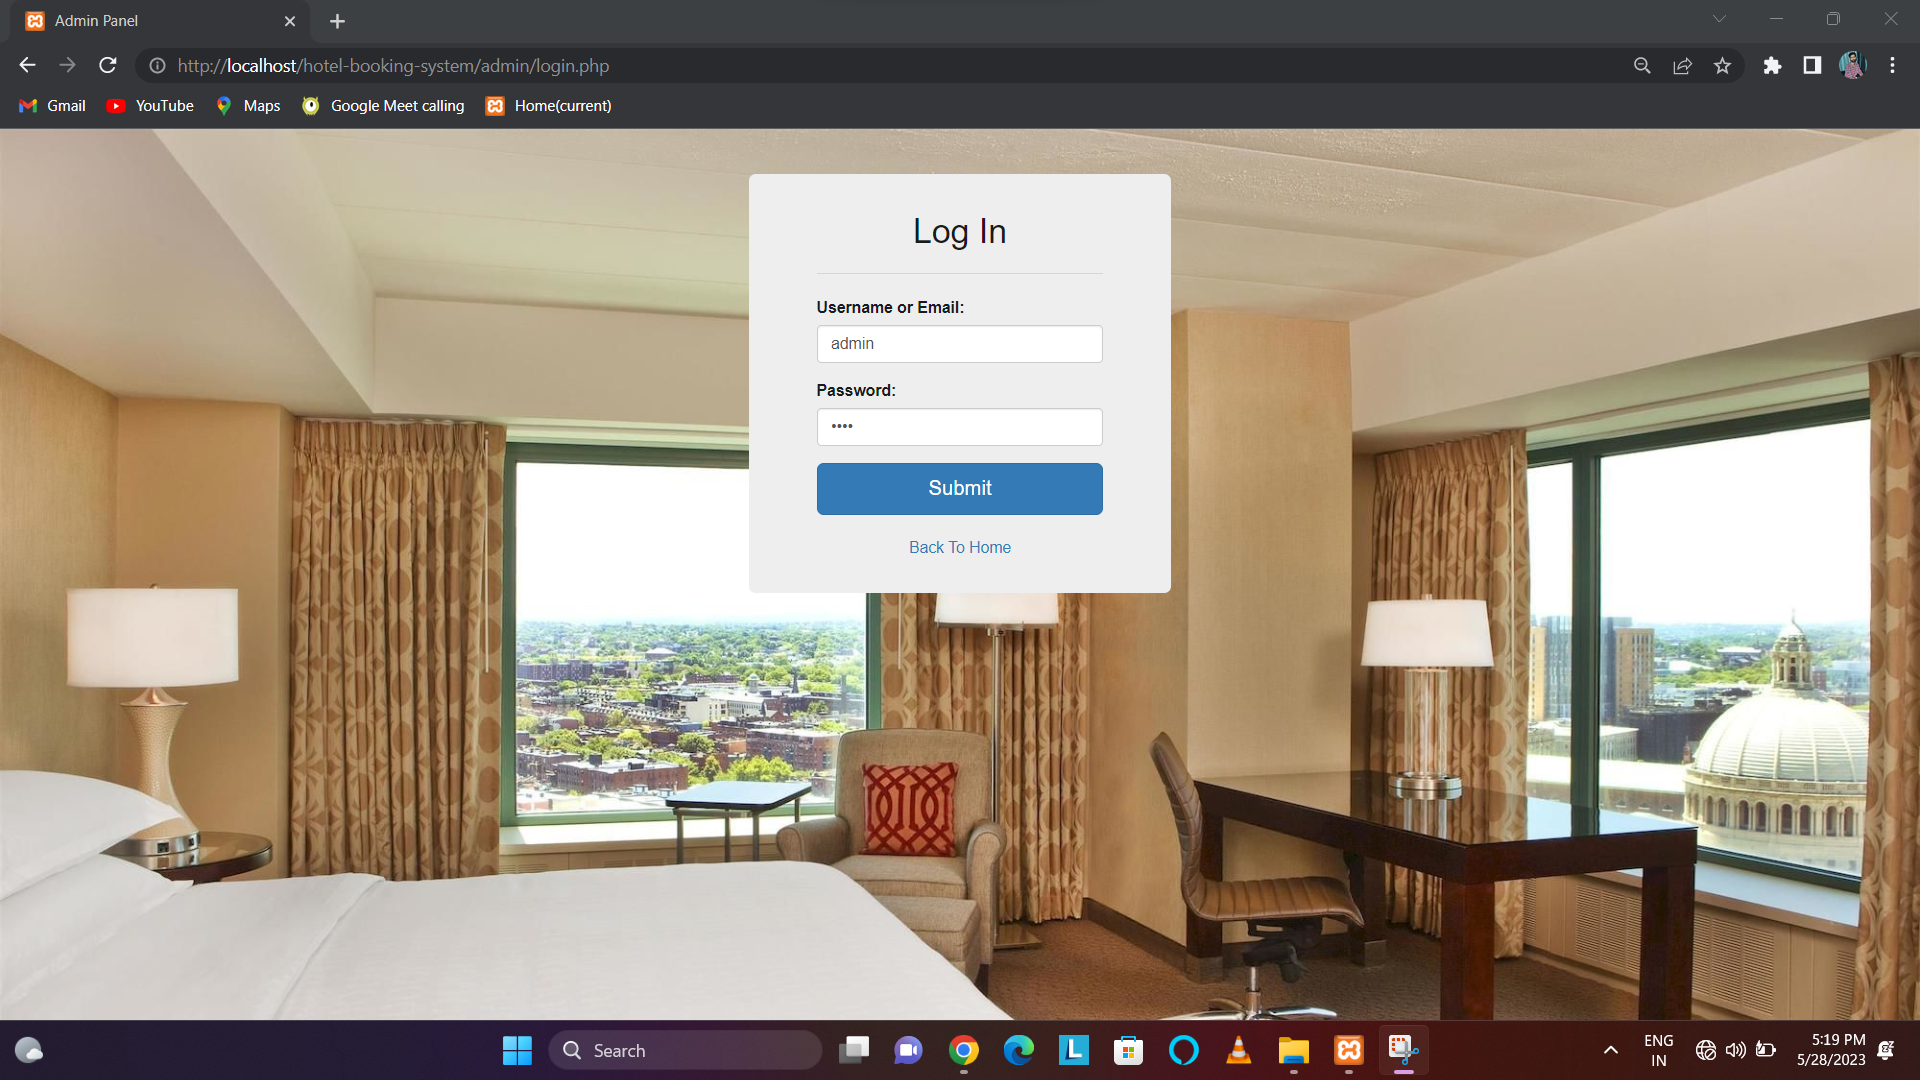 Admin Panel
http://localhost/hotel-booking-system/admin/login.php
Gmail YouTube Maps Google Meet calling Home(current)
Log In
Username or Email:
admin
Password:
••••
Submit
Back To Home
Search
ENG
IN
5:19 PM
5/28/2023